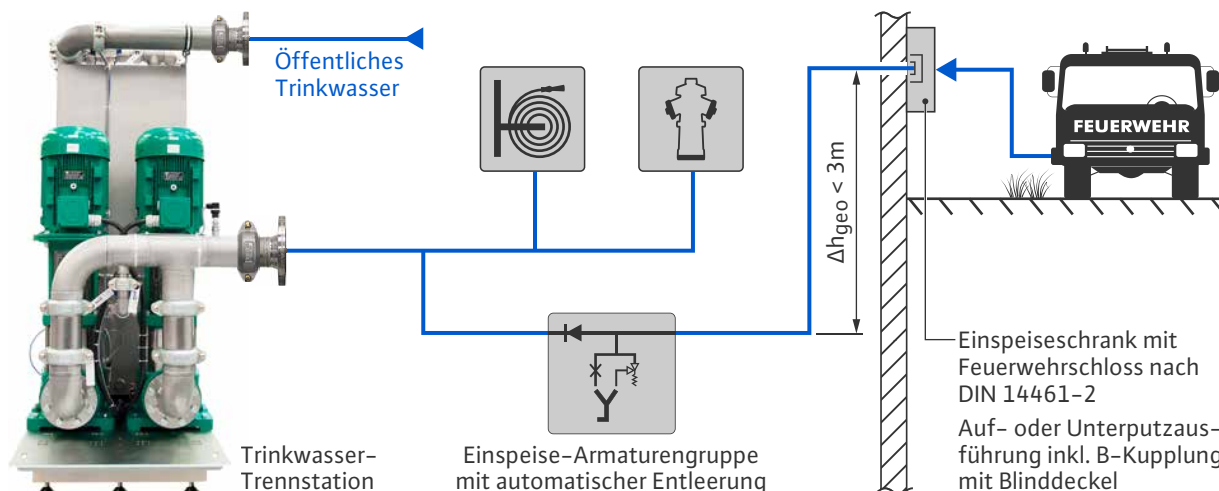 Öffentliches
Trinkwasser
FEUERWEHR
Δhgeo < 3m
Einspeiseschrank mit
Feuerwehrschloss nach
DIN 14461-2
Auf- oder Unterputzaus-
führung inkl. B-Kupplung
mit Blinddeckel
Trinkwasser-
Trennstation
Einspeise-Armaturengruppe
mit automatischer Entleerung